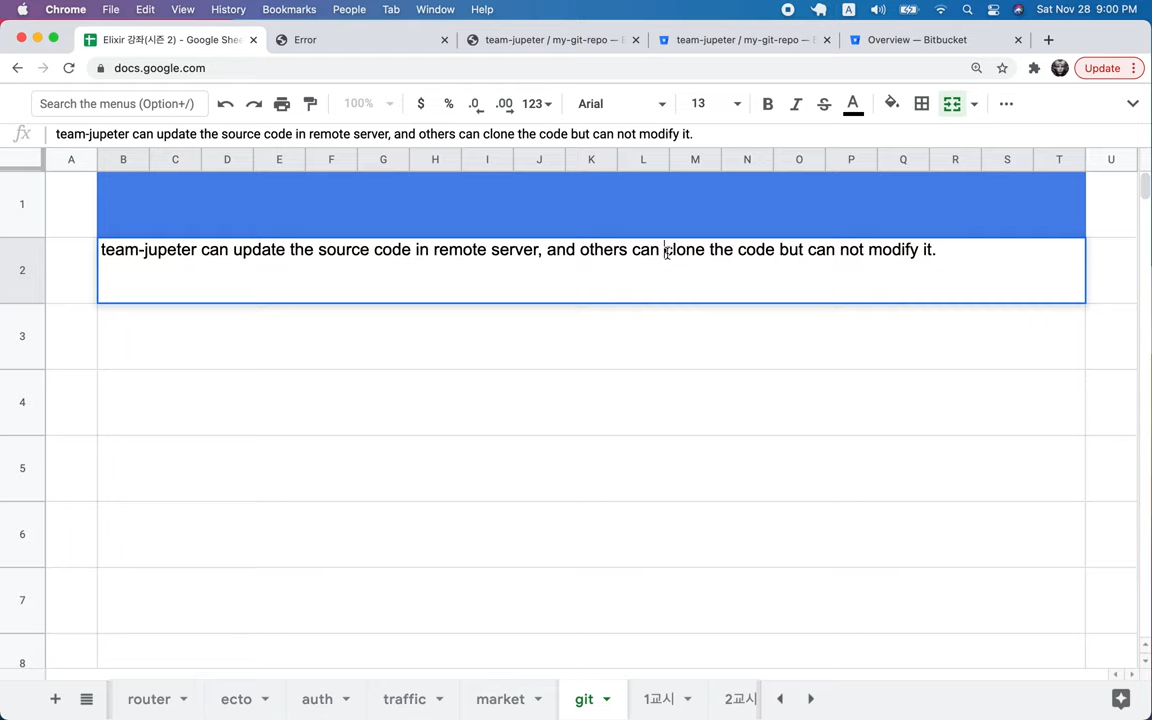 Chrome File Edit View History Bookmarks People Tab Window Help A Sat Nov 28 9:00 PM
Elixir 강좌(시즌 2) - Google Shee Error team-jupeter / my-git-repo — E team-jupeter / my-git-repo — E Overview — Bitbucket
docs.google.com Update
Search the menus (Option+/) 100% $ % .0 .00 123 Arial 13 B I S A
fx team-jupeter can update the source code in remote server, and others can clone the code but can not modify it.
A B C D E F G H I J K L M N O P Q R S T U
1
2 team-jupeter can update the source code in remote server, and others can clone the code but can not modify it.
3
4
5
6
7
8
router ecto auth traffic market git 1교시 2교시